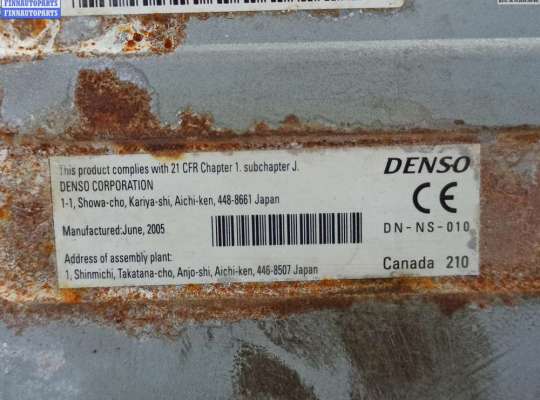 FINNAUTOPARTS
FINNAUTOPARTS
This product complies with 21 CFR Chapter 1. subchapter J.
DENSO CORPORATION
1-1, Showa-cho, Kariya-shi, Aichi-ken, 448-8661 Japan
Manufactured:June, 2005
Address of assembly plant:
1, Shinmichi, Takatana-cho, Anjo-shi, Aichi-ken, 446-8507 Japan
DENSO
CE
DN-NS-010
Canada 210